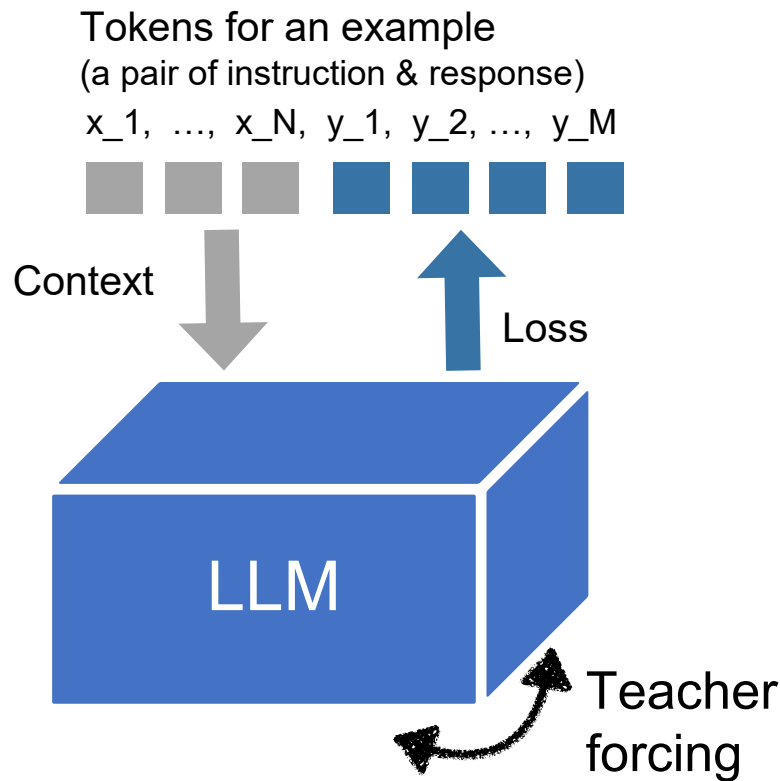 Tokens for an example
(a pair of instruction & response)
x_1, …, x_N, y_1, y_2, …, y_M
Context
Loss
LLM
Teacher
forcing